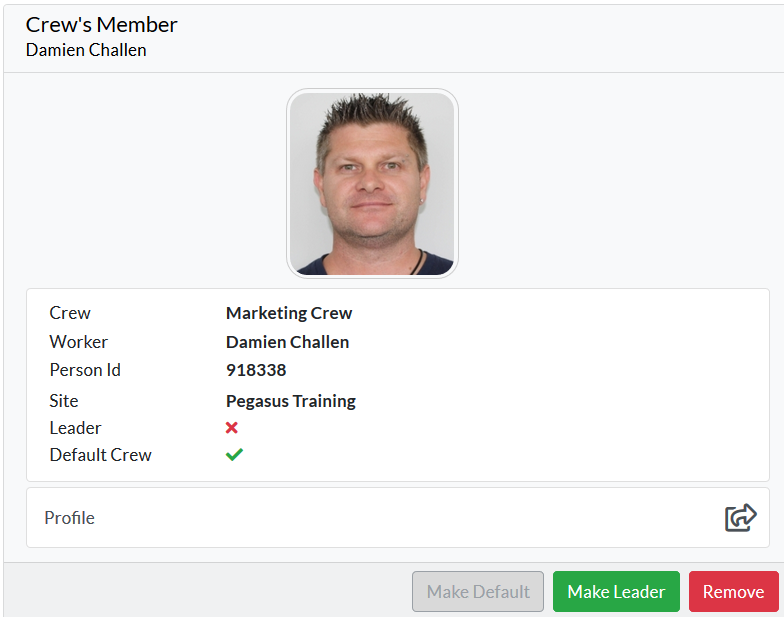 Crew's Member
Damien Challen
Crew Marketing Crew
Worker Damien Challen
Person Id 918338
Site Pegasus Training
Leader
Default Crew
Profile
Make Default Make Leader Remove